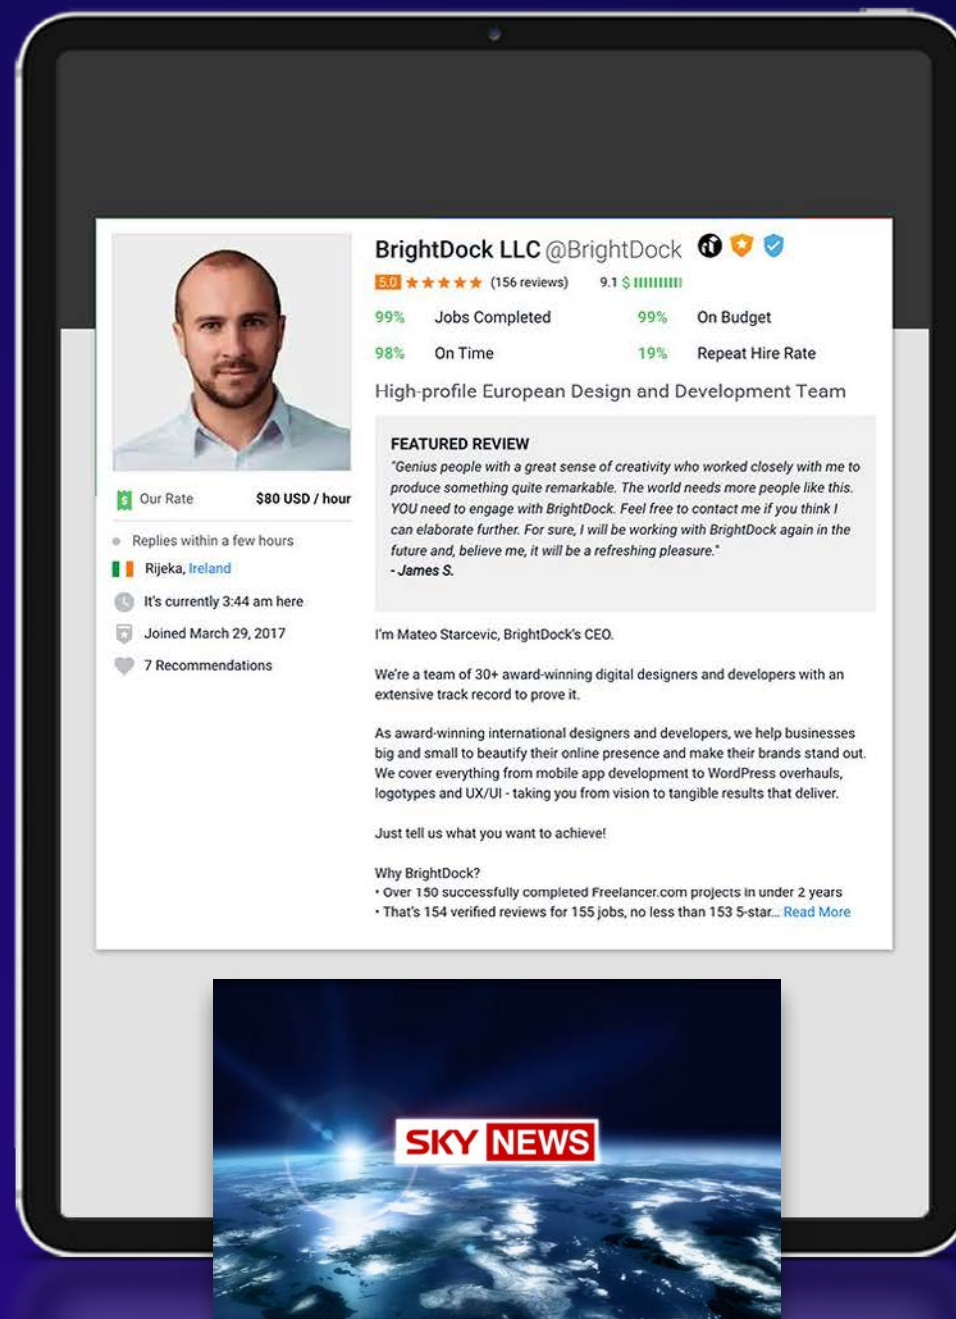 BrightDock LLC @BrightDock
5.0 (156 reviews) 9.1 $
99% Jobs Completed 99% On Budget
98% On Time 19% Repeat Hire Rate
High-profile European Design and Development Team
FEATURED REVIEW
"Genius people with a great sense of creativity who worked closely with me to
produce something quite remarkable. The world needs more people like this.
YOU need to engage with BrightDock. Feel free to contact me if you think I
can elaborate further. For sure, I will be working with BrightDock again in the
future and, believe me, it will be a refreshing pleasure."
- James S.
$ Our Rate $80 USD / hour
Replies within a few hours
Rijeka, Ireland
It's currently 3:44 am here
Joined March 29, 2017
7 Recommendations
I'm Mateo Starcevic, BrightDock's CEO.
We're a team of 30+ award-winning digital designers and developers with an
extensive track record to prove it.
As award-winning international designers and developers, we help businesses
big and small to beautify their online presence and make their brands stand out.
We cover everything from mobile app development to WordPress overhauls,
logotypes and UX/UI - taking you from vision to tangible results that deliver.
Just tell us what you want to achieve!
Why BrightDock?
• Over 150 successfully completed Freelancer.com projects in under 2 years
• That's 154 verified reviews for 155 jobs, no less than 153 5-star... Read More
SKY NEWS